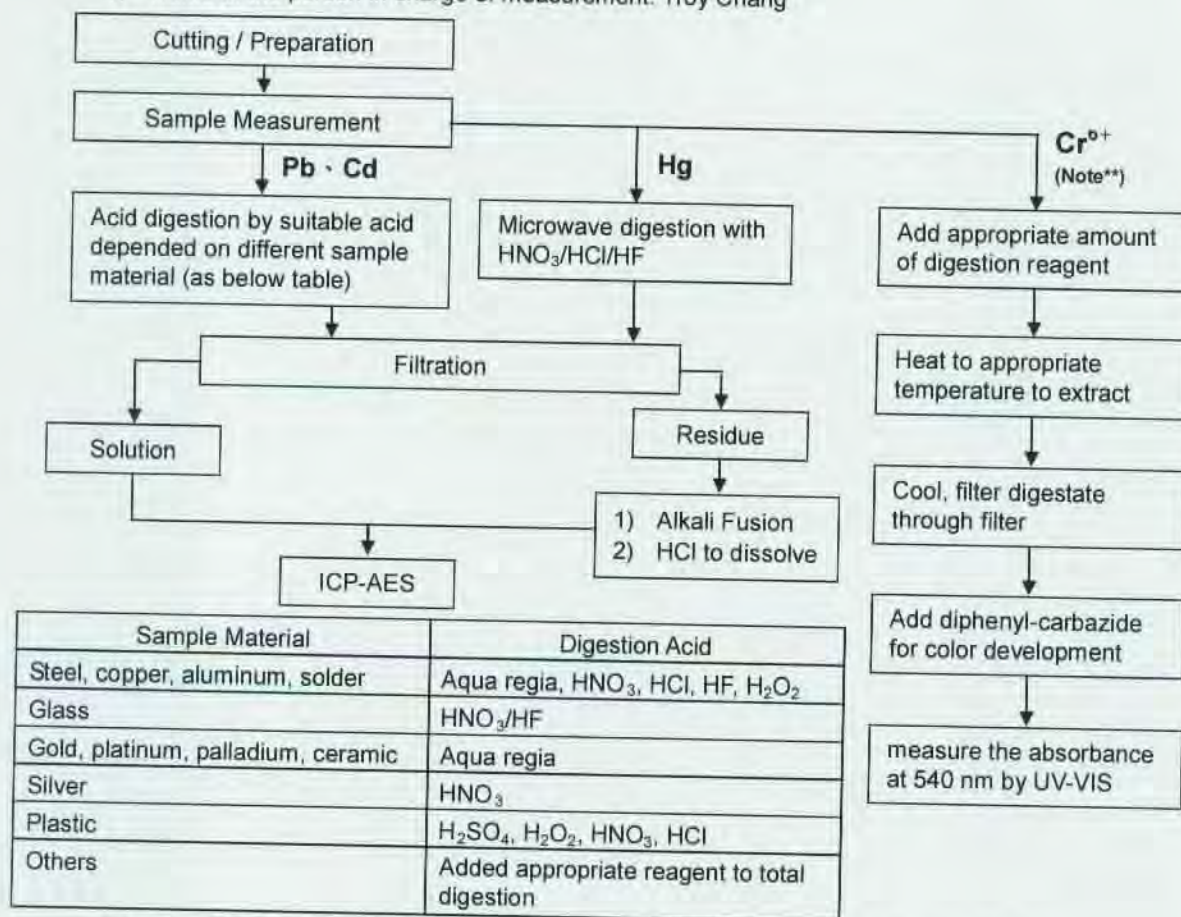 Measurement: Troy Chang
Cutting / Preparation
Sample Measurement
Pb、Cd
Hg
Cr⁶⁺
(Note**)
Acid digestion by suitable acid
depended on different sample
material (as below table)
Microwave digestion with
HNO₃/HCl/HF
Add appropriate amount
of digestion reagent
Filtration
Heat to appropriate
temperature to extract
Solution
Residue
Cool, filter digestate
through filter
1) Alkali Fusion
2) HCl to dissolve
ICP-AES
Add diphenyl-carbazide
for color development
measure the absorbance
at 540 nm by UV-VIS
Sample Material Digestion Acid
Steel, copper, aluminum, solder Aqua regia, HNO₃, HCl, HF, H₂O₂
Glass HNO₃/HF
Gold, platinum, palladium, ceramic Aqua regia
Silver HNO₃
Plastic H₂SO₄, H₂O₂, HNO₃, HCl
Others Added appropriate reagent to total
digestion